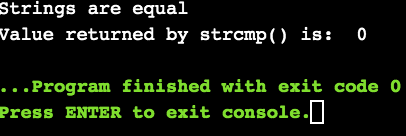 Strings are equal
Value returned by strcmp() is:  0
...Program finished with exit code 0
Press ENTER to exit console.